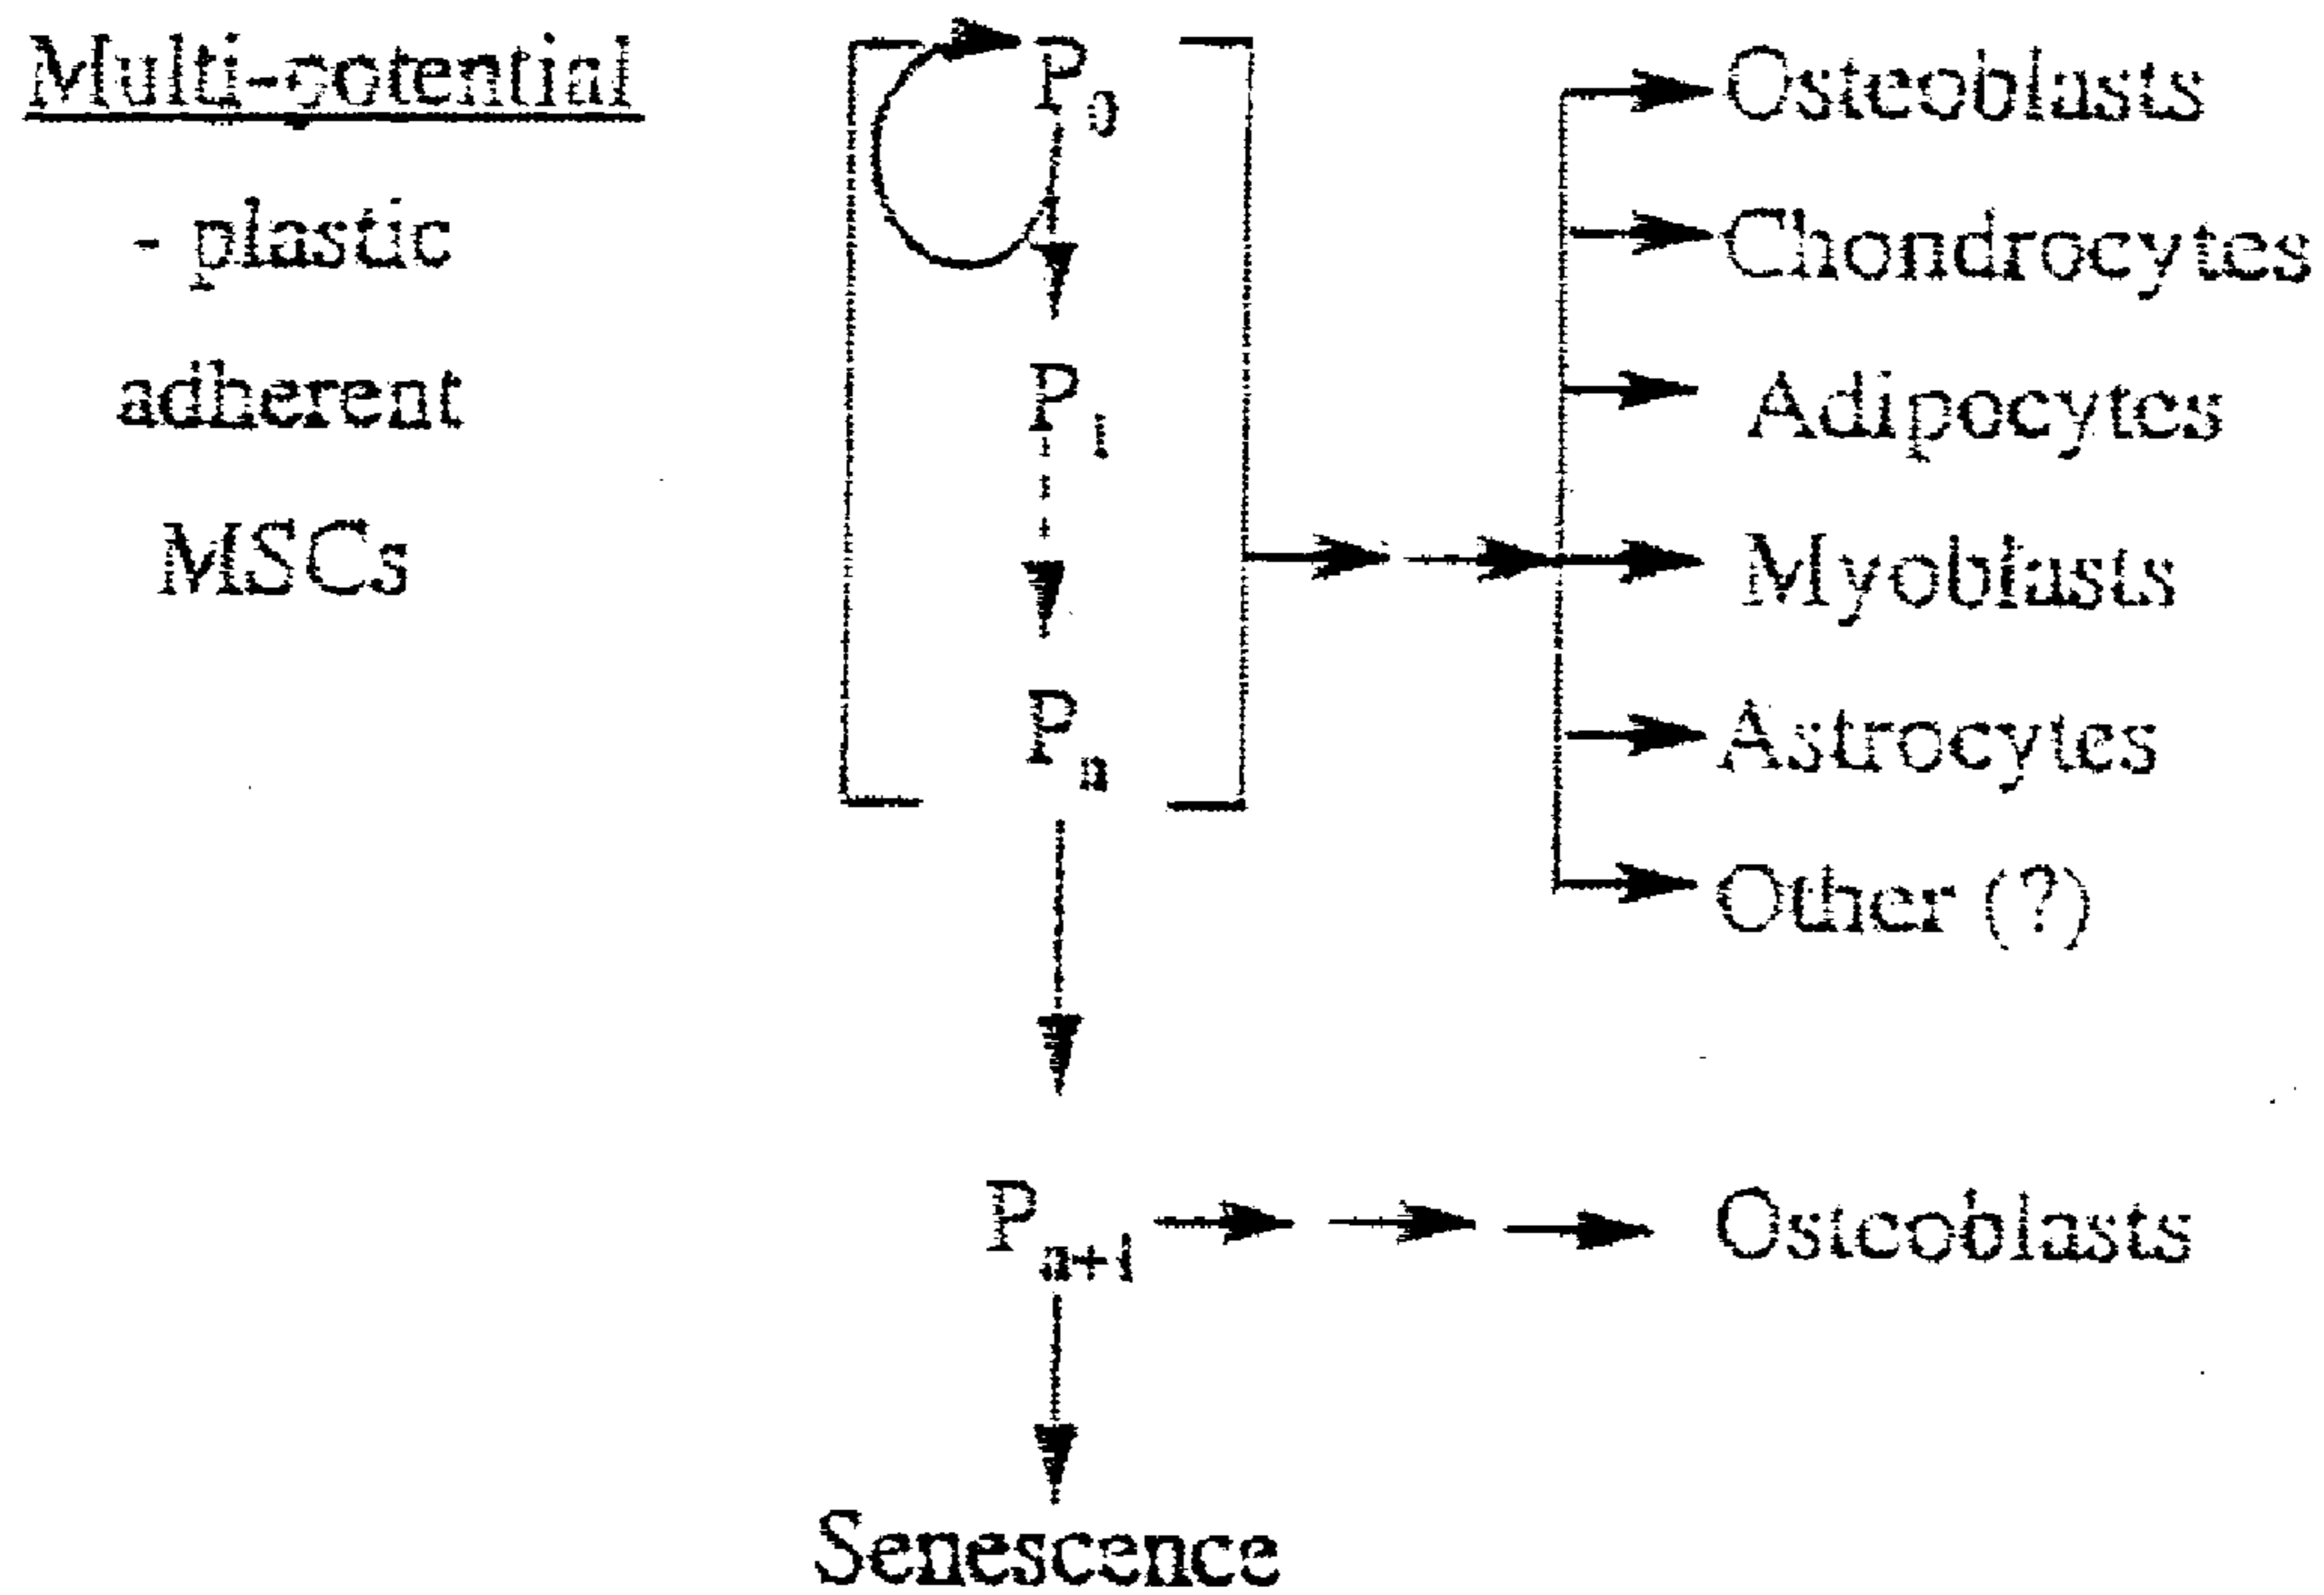 Multi-potential
- plastic
adherent
MSCs
P0
P1
Pn
Osteoblasts
Chondrocytes
Adipocytes
Myoblasts
Astrocytes
Other (?)
Pn+1
Osteoblasts
Senescence